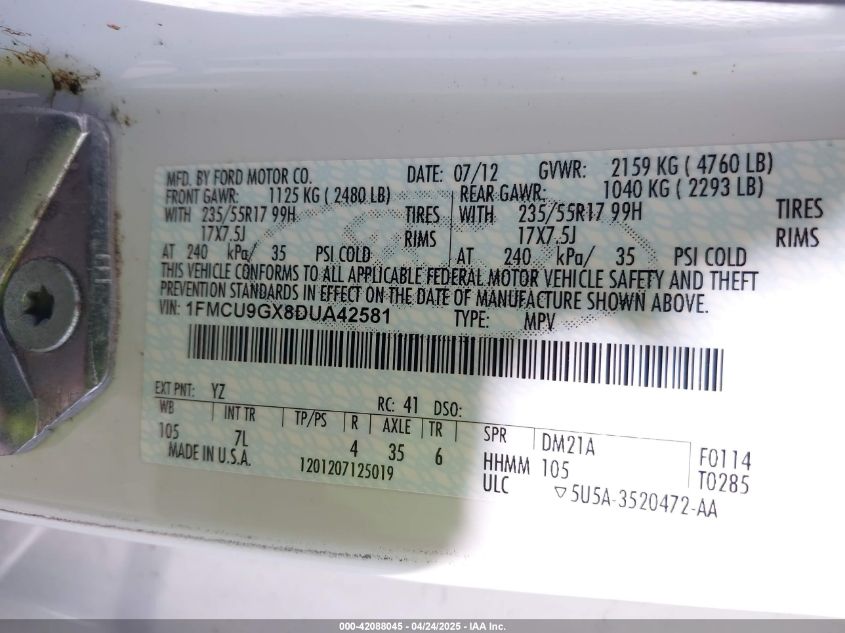 MFD. BY FORD MOTOR CO. DATE: 07/12 GVWR: 2159 KG ( 4760 LB)
FRONT GAWR: 1125 KG ( 2480 LB) REAR GAWR: 1040 KG ( 2293 LB)
WITH 235/55R17 99H TIRES WITH 235/55R17 99H TIRES
17X7.5J RIMS 17X7.5J RIMS
AT 240 kPa/ 35 PSI COLD AT 240 kPa/ 35 PSI COLD
THIS VEHICLE CONFORMS TO ALL APPLICABLE FEDERAL MOTOR VEHICLE SAFETY AND THEFT
PREVENTION STANDARDS IN EFFECT ON THE DATE OF MANUFACTURE SHOWN ABOVE.
VIN: 1FMCU9GX8DUA42581 TYPE: MPV
EXT PNT: YZ RC: 41 DSO:
WB INT TR TP/PS R AXLE TR SPR DM21A F0114
105 7L 4 35 6 HHMM 105 T0285
MADE IN U.S.A. 1201207125019 ULC ▽5U5A-3520472-AA
000-42088045 - 04/24/2025 - IAA Inc.